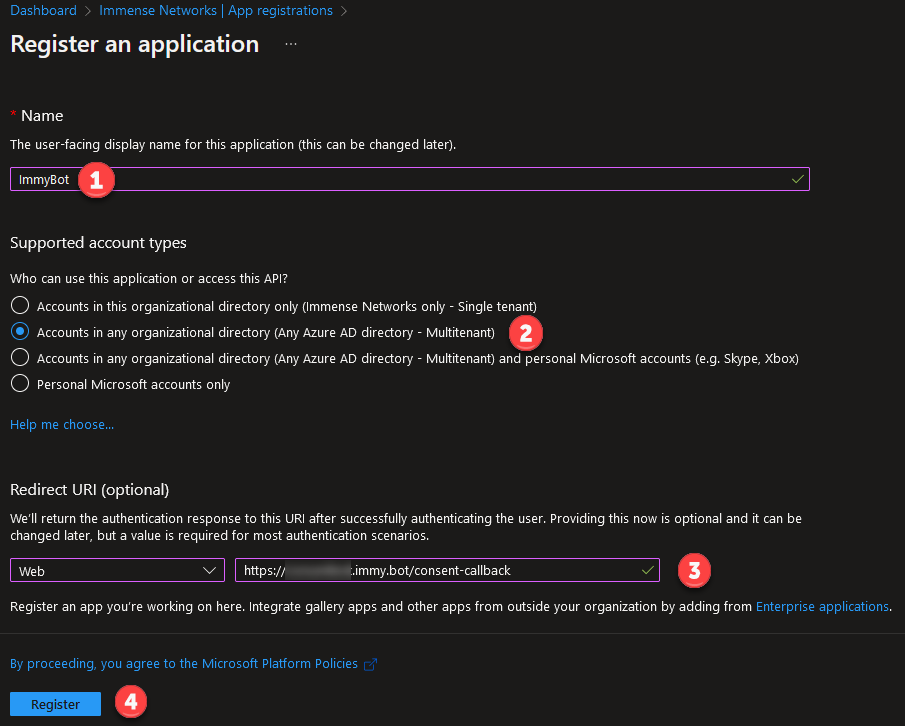 Dashboard > Immense Networks | App registrations >
Register an application ...
* Name
The user-facing display name for this application (this can be changed later).
ImmyBot 1
Supported account types
Who can use this application or access this API?
Accounts in this organizational directory only (Immense Networks only - Single tenant)
Accounts in any organizational directory (Any Azure AD directory - Multitenant) 2
Accounts in any organizational directory (Any Azure AD directory - Multitenant) and personal Microsoft accounts (e.g. Skype, Xbox)
Personal Microsoft accounts only
Help me choose...
Redirect URI (optional)
We'll return the authentication response to this URI after successfully authenticating the user. Providing this now is optional and it can be
changed later, but a value is required for most authentication scenarios.
Web https:// .immy.bot/consent-callback 3
Register an app you're working on here. Integrate gallery apps and other apps from outside your organization by adding from Enterprise applications.
By proceeding, you agree to the Microsoft Platform Policies
Register 4